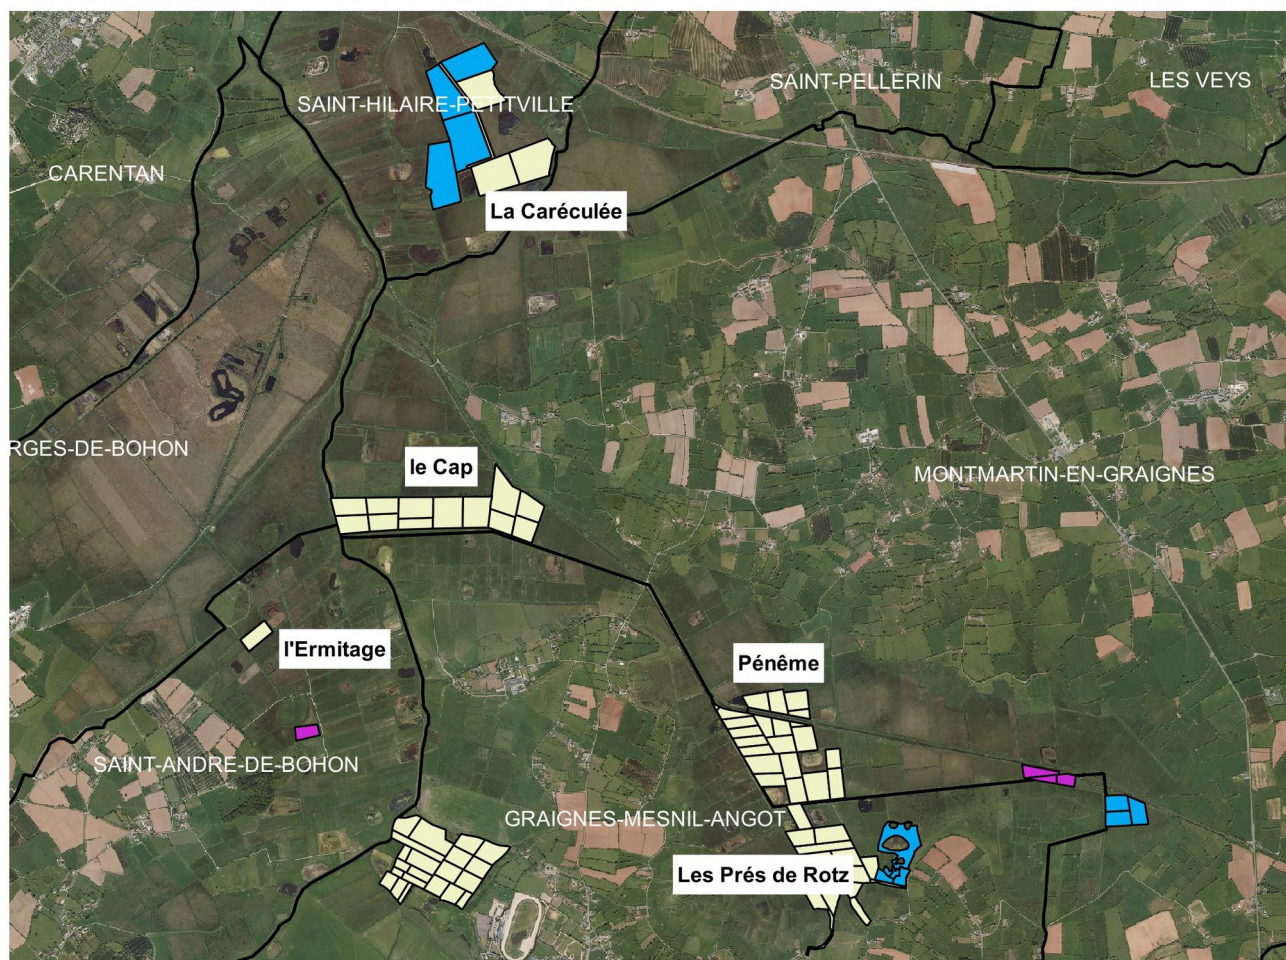 SAINT-PELLERIN
LES VEYS
SAINT-HILAIRE-PETITVILLE
CARENTAN
La Caréculée
RGES-DE-BOHON
le Cap
MONTMARTIN-EN-GRAIGNES
l'Ermitage
Pénême
SAINT-ANDRE-DE-BOHON
GRAIGNES-MESNIL-ANGOT
Les Prés de Rotz